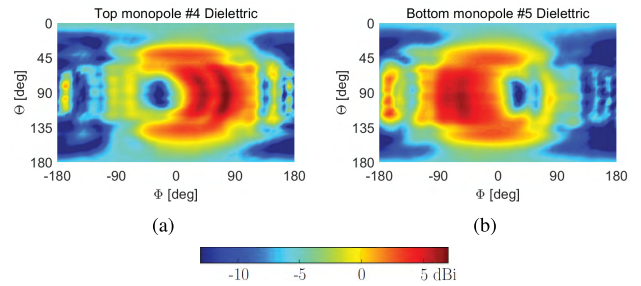 Top monopole #4 Dielettric
0
45
90
135
180
Θ [deg]
-180 -90 0 90 180
Φ [deg]
(a)
Bottom monopole #5 Dielettric
0
45
90
135
180
Θ [deg]
-180 -90 0 90 180
Φ [deg]
(b)
-10 -5 0 5 dBi